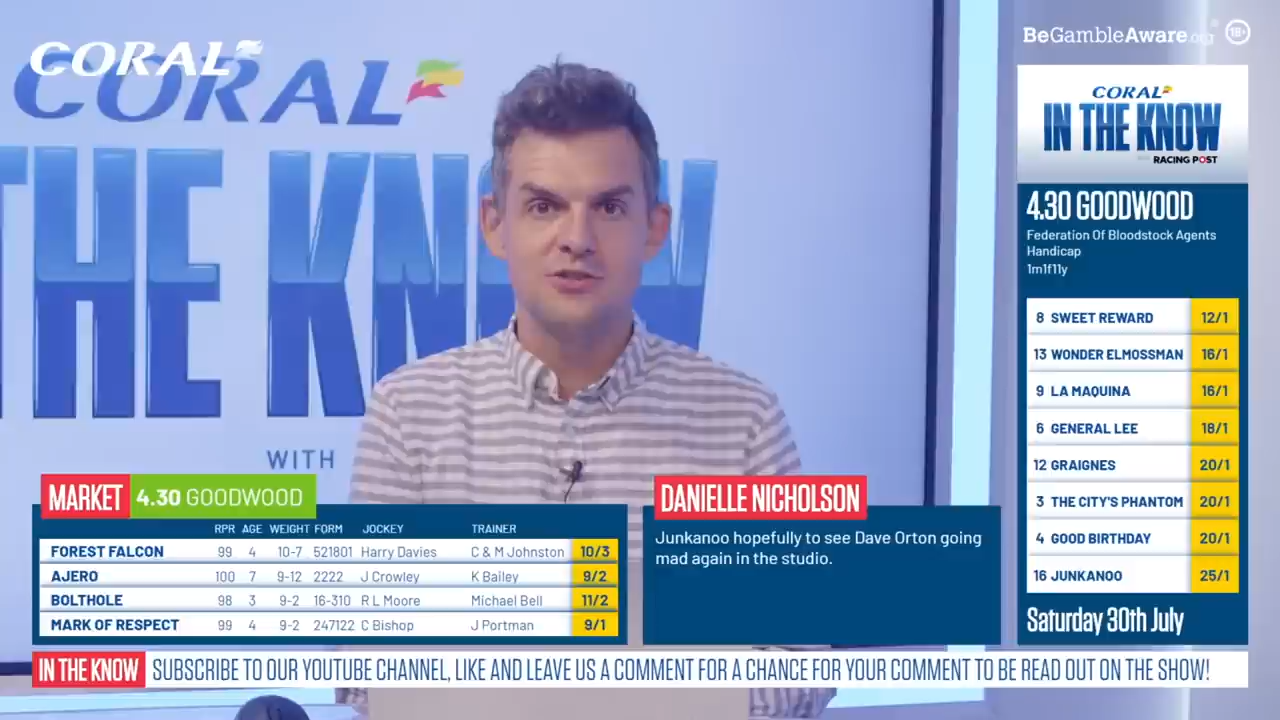 CORAL
CORAL
THE KNOW
WITH
BeGambleAware.org 18+
CORAL
IN THE KNOW
WITH RACING POST
4.30 GOODWOOD
Federation Of Bloodstock Agents
Handicap
1m1f11y
8 SWEET REWARD 12/1
13 WONDER ELMOSSMAN 16/1
9 LA MAQUINA 16/1
6 GENERAL LEE 18/1
12 GRAIGNES 20/1
3 THE CITY'S PHANTOM 20/1
4 GOOD BIRTHDAY 20/1
16 JUNKANOO 25/1
Saturday 30th July
MARKET 4.30 GOODWOOD
RPR AGE WEIGHT FORM JOCKEY TRAINER
FOREST FALCON 99 4 10-7 521801 Harry Davies C & M Johnston 10/3
AJERO 100 7 9-12 2222 J Crowley K Bailey 9/2
BOLTHOLE 98 3 9-2 16-310 R L Moore Michael Bell 11/2
MARK OF RESPECT 99 4 9-2 247122 C Bishop J Portman 9/1
DANIELLE NICHOLSON
Junkanoo hopefully to see Dave Orton going
mad again in the studio.
IN THE KNOW SUBSCRIBE TO OUR YOUTUBE CHANNEL, LIKE AND LEAVE US A COMMENT FOR A CHANCE FOR YOUR COMMENT TO BE READ OUT ON THE SHOW!